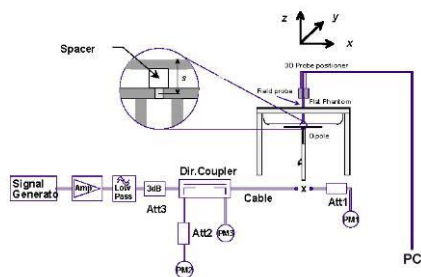 z y
x
Spacer
s
3D Probe positioner
Field probe
Flat Phantom
Dipole
Signal
Generato
Amp
Low
Pass
3dB
Att3
Dir.Coupler
Cable
x
Att1
PM1
Att2
PM3
PM2
PC